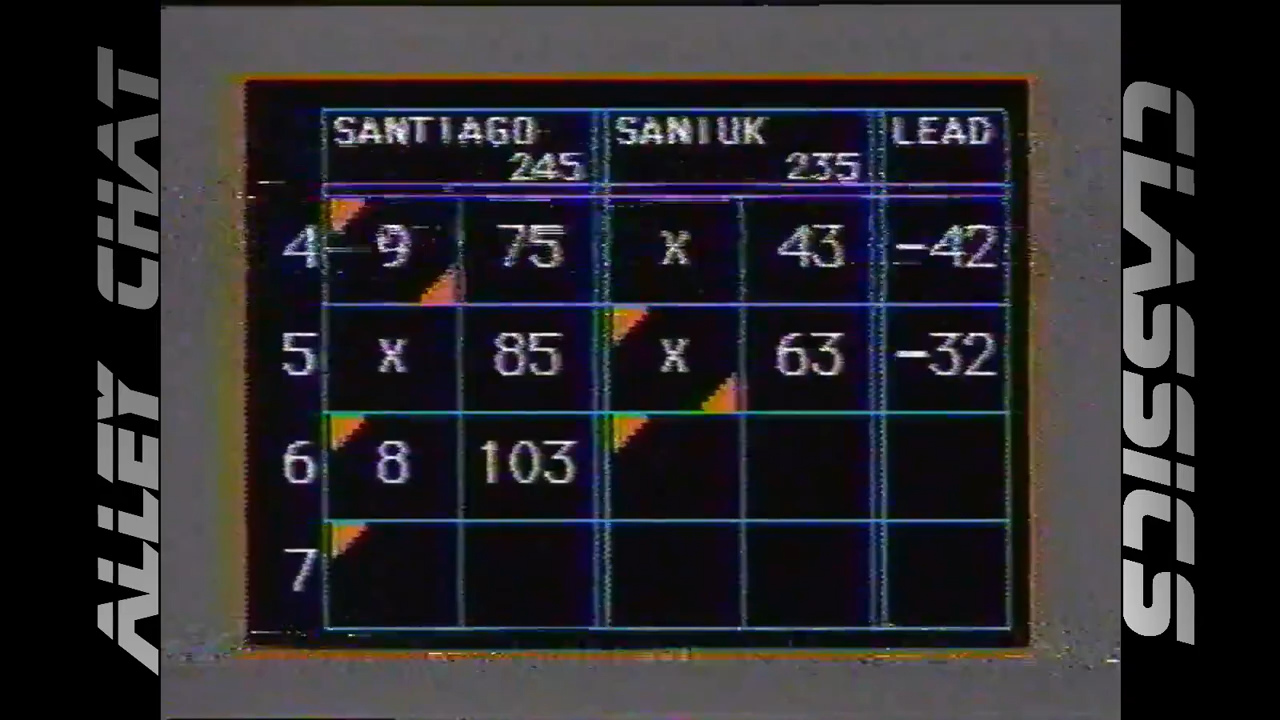 ALLEY CHAT
SANTIAGO SANIUK LEAD
245 235
4 9 75 X 43 -42
5 X 85 X 63 -32
6 8 103
7
CLASSICS